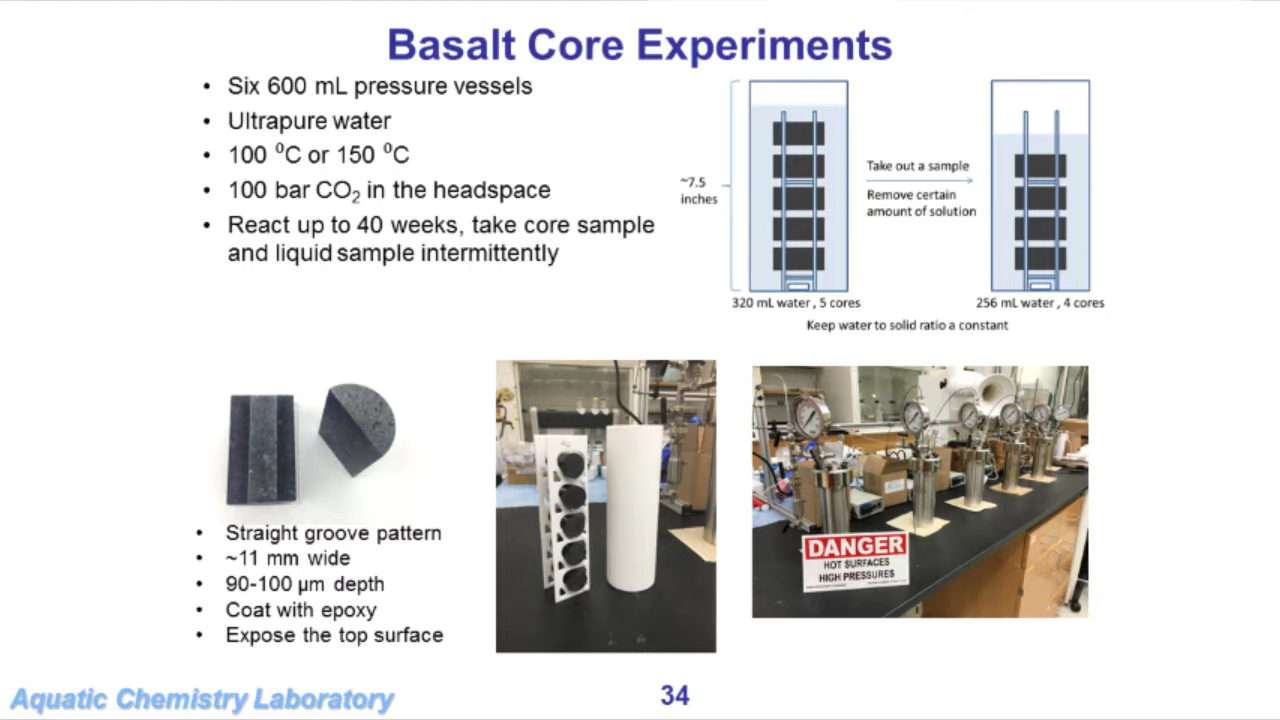 Basalt Core Experiments
• Six 600 mL pressure vessels
• Ultrapure water
• 100 ⁰C or 150 ⁰C
• 100 bar CO₂ in the headspace
• React up to 40 weeks, take core sample
and liquid sample intermittently
~7.5
inches
Take out a sample
Remove certain
amount of solution
320 mL water , 5 cores
256 mL water , 4 cores
Keep water to solid ratio a constant
• Straight groove pattern
• ~11 mm wide
• 90-100 µm depth
• Coat with epoxy
• Expose the top surface
DANGER
HOT SURFACES
HIGH PRESSURES
Aquatic Chemistry Laboratory
34